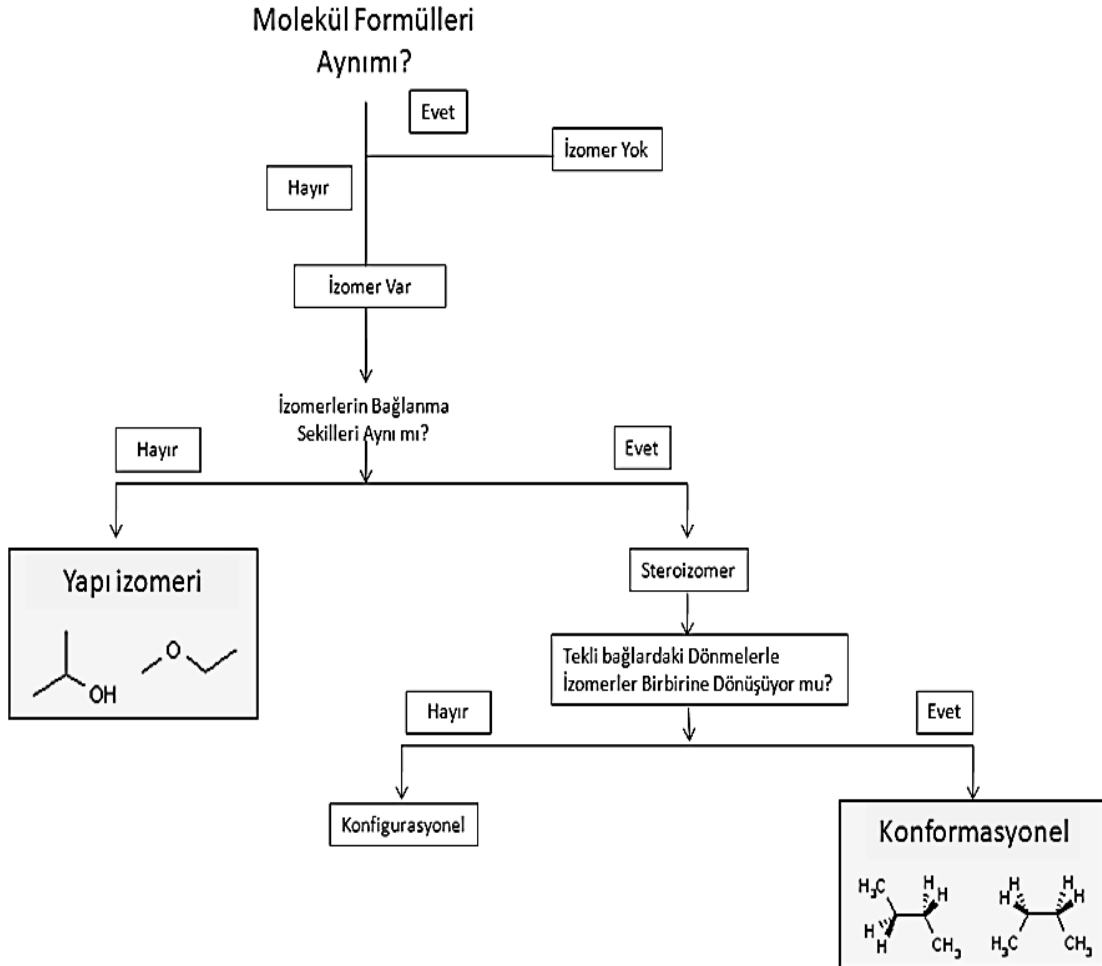 Molekül Formülleri
Aynımı?
Evet
İzomer Yok
Hayır
İzomer Var
İzomerlerin Bağlanma
Sekilleri Aynı mı?
Hayır
Evet
Yapı izomeri
O
OH
Steroizomer
Tekli bağlardaki Dönmelerle
İzomerler Birbirine Dönüşüyor mu?
Hayır
Evet
Konfigurasyonel
Konformasyonel
H₃C H H H H H
H H CH₃ H₃C CH₃